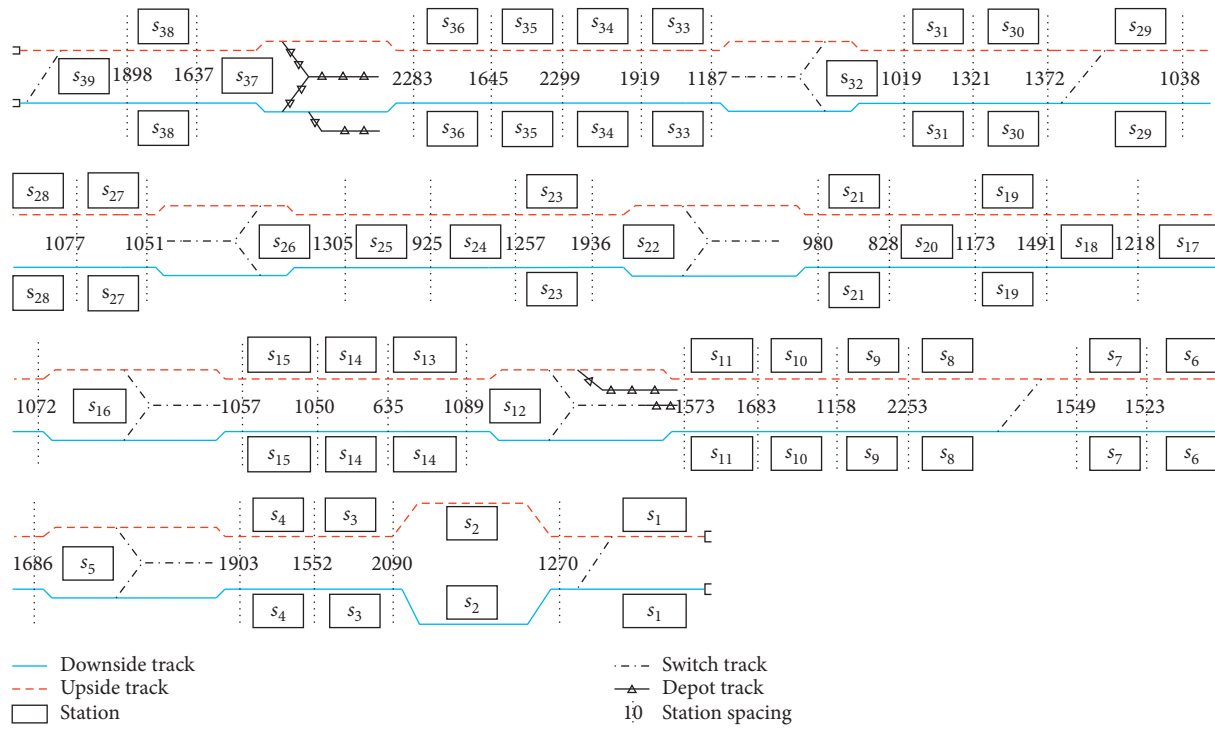 s38 s36 s35 s34 s33 s31 s30 s29
s39 1898 1637 s37 2283 1645 2299 1919 1187 s32 1019 1321 1372 1038
s38 s36 s35 s34 s33 s31 s30 s29
s28 s27 s23 s21 s19
1077 1051 s26 1305 s25 925 s24 1257 1936 s22 980 828 s20 1173 1491 s18 1218 s17
s28 s27 s23 s21 s19
s15 s14 s13 s11 s10 s9 s8 s7 s6
1072 s16 1057 1050 635 1089 s12 1573 1683 1158 2253 1549 1523
s15 s14 s14 s11 s10 s9 s8 s7 s6
s4 s3 s2 s1
1686 s5 1903 1552 2090 1270
s4 s3 s2 s1
Downside track
Upside track
Station
Switch track
Depot track
10 Station spacing